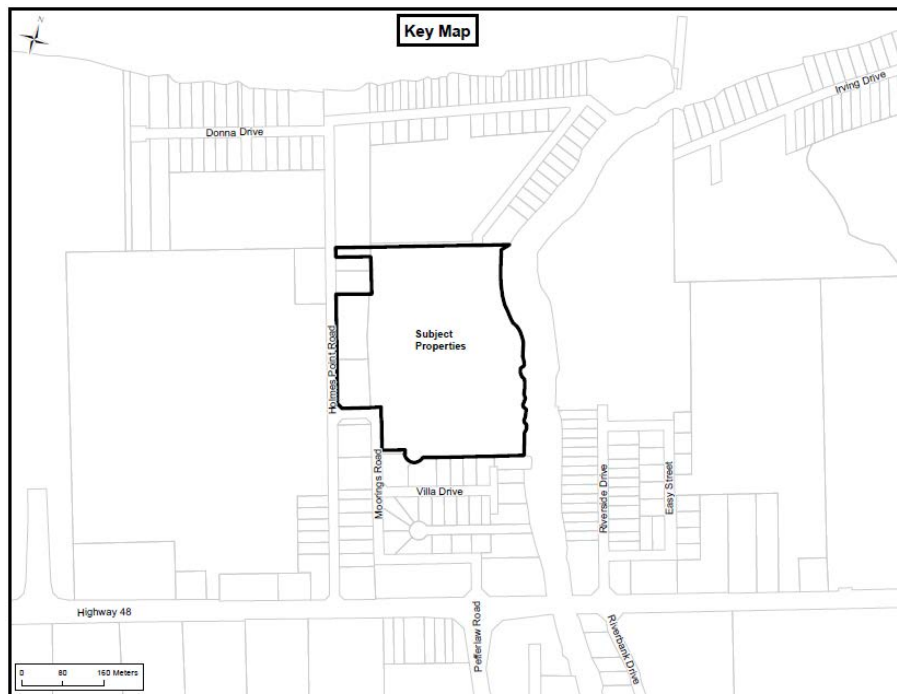 N
Key Map
Irving Drive
Donna Drive
Holmes Point Road
Subject
Properties
Moorings Road
Villa Drive
Riverside Drive
Easy Street
Highway 48
Pefferlaw Road
Riverbank Drive
0 80 160 Meters